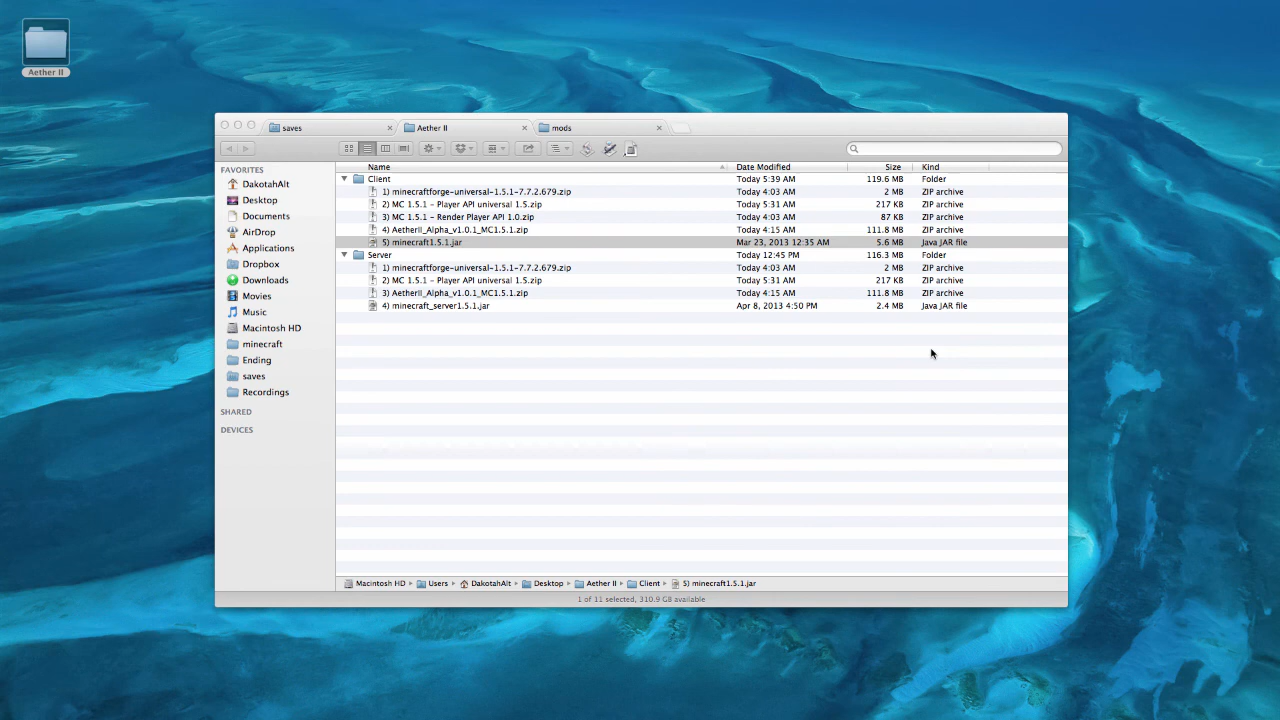 Aether II
saves
Aether II
mods
FAVORITES
DakotahAlt
Desktop
Documents
AirDrop
Applications
Dropbox
Downloads
Movies
Music
Macintosh HD
minecraft
Ending
saves
Recordings
SHARED
DEVICES
Name Date Modified Size Kind
Client Today 5:39 AM 119.6 MB Folder
1) minecraftforge-universal-1.5.1-7.7.2.679.zip Today 4:03 AM 2 MB ZIP archive
2) MC 1.5.1 - Player API universal 1.5.zip Today 5:31 AM 217 KB ZIP archive
3) MC 1.5.1 - Render Player API 1.0.zip Today 4:03 AM 87 KB ZIP archive
4) AetherII_Alpha_v1.0.1_MC1.5.1.zip Today 4:15 AM 111.8 MB ZIP archive
5) minecraft1.5.1.jar Mar 23, 2013 12:35 AM 5.6 MB Java JAR file
Server Today 12:45 PM 116.3 MB Folder
1) minecraftforge-universal-1.5.1-7.7.2.679.zip Today 4:03 AM 2 MB ZIP archive
2) MC 1.5.1 - Player API universal 1.5.zip Today 5:31 AM 217 KB ZIP archive
3) AetherII_Alpha_v1.0.1_MC1.5.1.zip Today 4:15 AM 111.8 MB ZIP archive
4) minecraft_server1.5.1.jar Apr 8, 2013 4:50 PM 2.4 MB Java JAR file
Macintosh HD Users DakotahAlt Desktop Aether II Client 5) minecraft1.5.1.jar
1 of 11 selected, 310.9 GB available